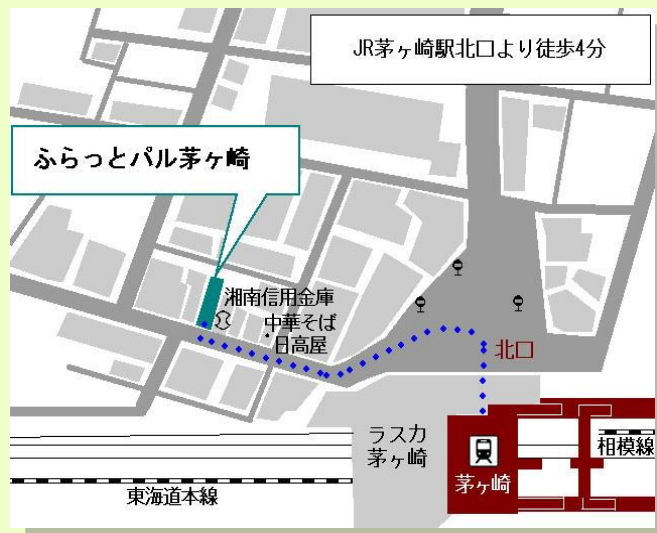 JR茅ヶ崎駅北口より徒歩4分
ふらっとパル茅ヶ崎
湘南信用金庫
中華そば
日高屋
北口
ラスカ
茅ヶ崎
茅ヶ崎
相模線
東海道本線